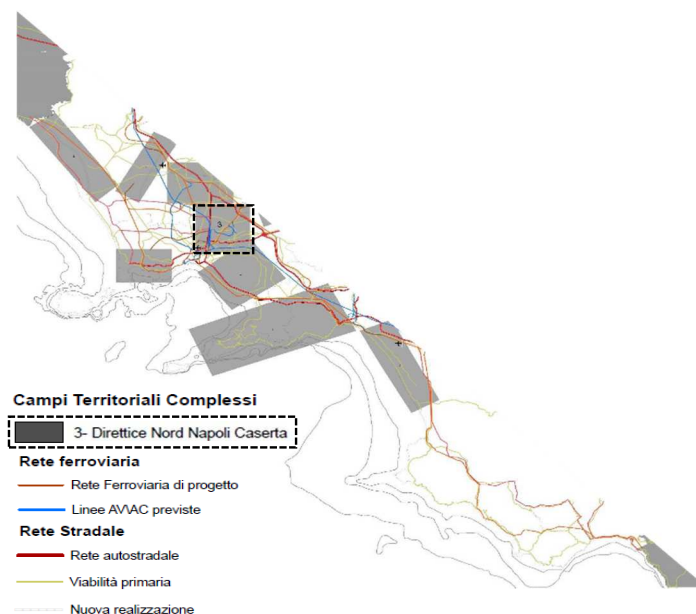 3
Campi Territoriali Complessi
3- Direttice Nord Napoli Caserta
Rete ferroviaria
Rete Ferroviaria di progetto
Linee AV\AC previste
Rete Stradale
Rete autostradale
Viabilità primaria
Nuova realizzazione